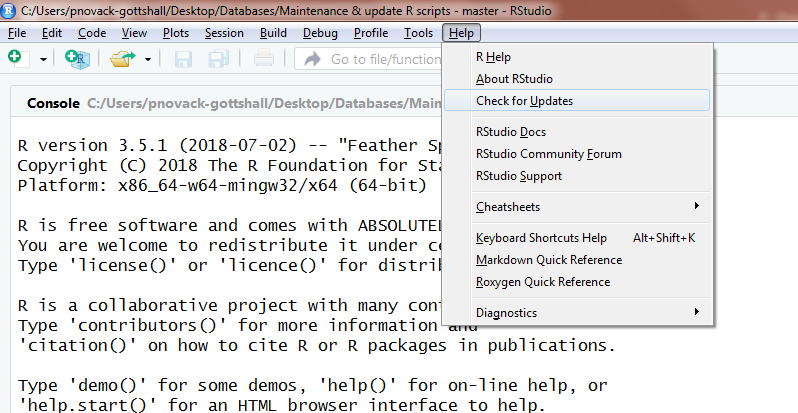 C:/Users/pnovack-gottshall/Desktop/Databases/Maintenance & update R scripts - master - RStudio
File Edit Code View Plots Session Build Debug Profile Tools Help
Go to file/function
R Help
About RStudio
Check for Updates
RStudio Docs
RStudio Community Forum
RStudio Support
Cheatsheets
Keyboard Shortcuts Help Alt+Shift+K
Markdown Quick Reference
Roxygen Quick Reference
Diagnostics
Console C:/Users/pnovack-gottshall/Desktop/Databases/Main
R version 3.5.1 (2018-07-02) -- "Feather Sp
Copyright (C) 2018 The R Foundation for Sta
Platform: x86_64-w64-mingw32/x64 (64-bit)
R is free software and comes with ABSOLUTEL
You are welcome to redistribute it under ce
Type 'license()' or 'licence()' for distrib
R is a collaborative project with many cont
Type 'contributors()' for more information and
'citation()' on how to cite R or R packages in publications.
Type 'demo()' for some demos, 'help()' for on-line help, or
'help.start()' for an HTML browser interface to help.